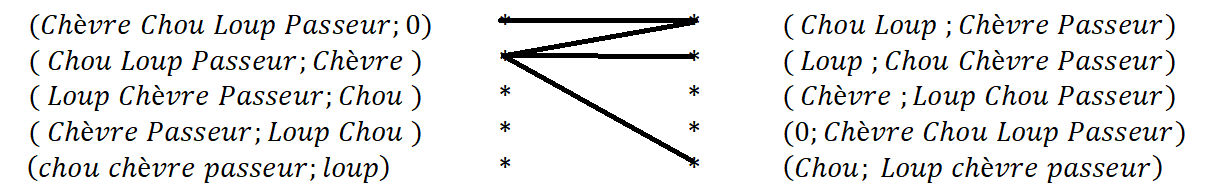 (Chèvre Chou Loup Passeur; 0) * * ( Chou Loup ; Chèvre Passeur)
( Chou Loup Passeur; Chèvre ) * * ( Loup ; Chou Chèvre Passeur)
( Loup Chèvre Passeur; Chou ) * * (Chèvre ; Loup Chou Passeur)
( Chèvre Passeur; Loup Chou ) * * (0; Chèvre Chou Loup Passeur)
(chou chèvre passeur; loup) * * (Chou; Loup chèvre passeur)